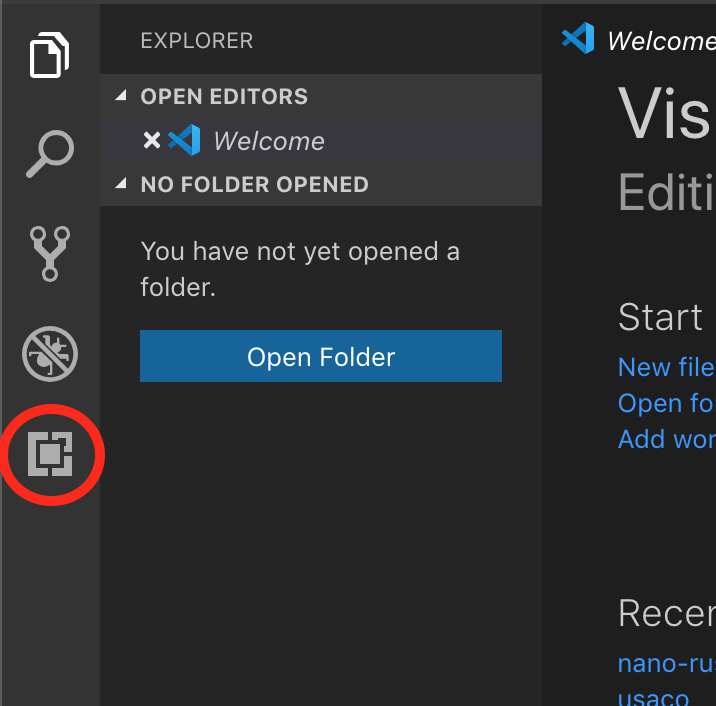 EXPLORER
OPEN EDITORS
Welcome
NO FOLDER OPENED
You have not yet opened a
folder.
Open Folder
Welcome
Vis
Editi
Start
New file
Open fo
Add wor
Recen
nano-rus
usaco